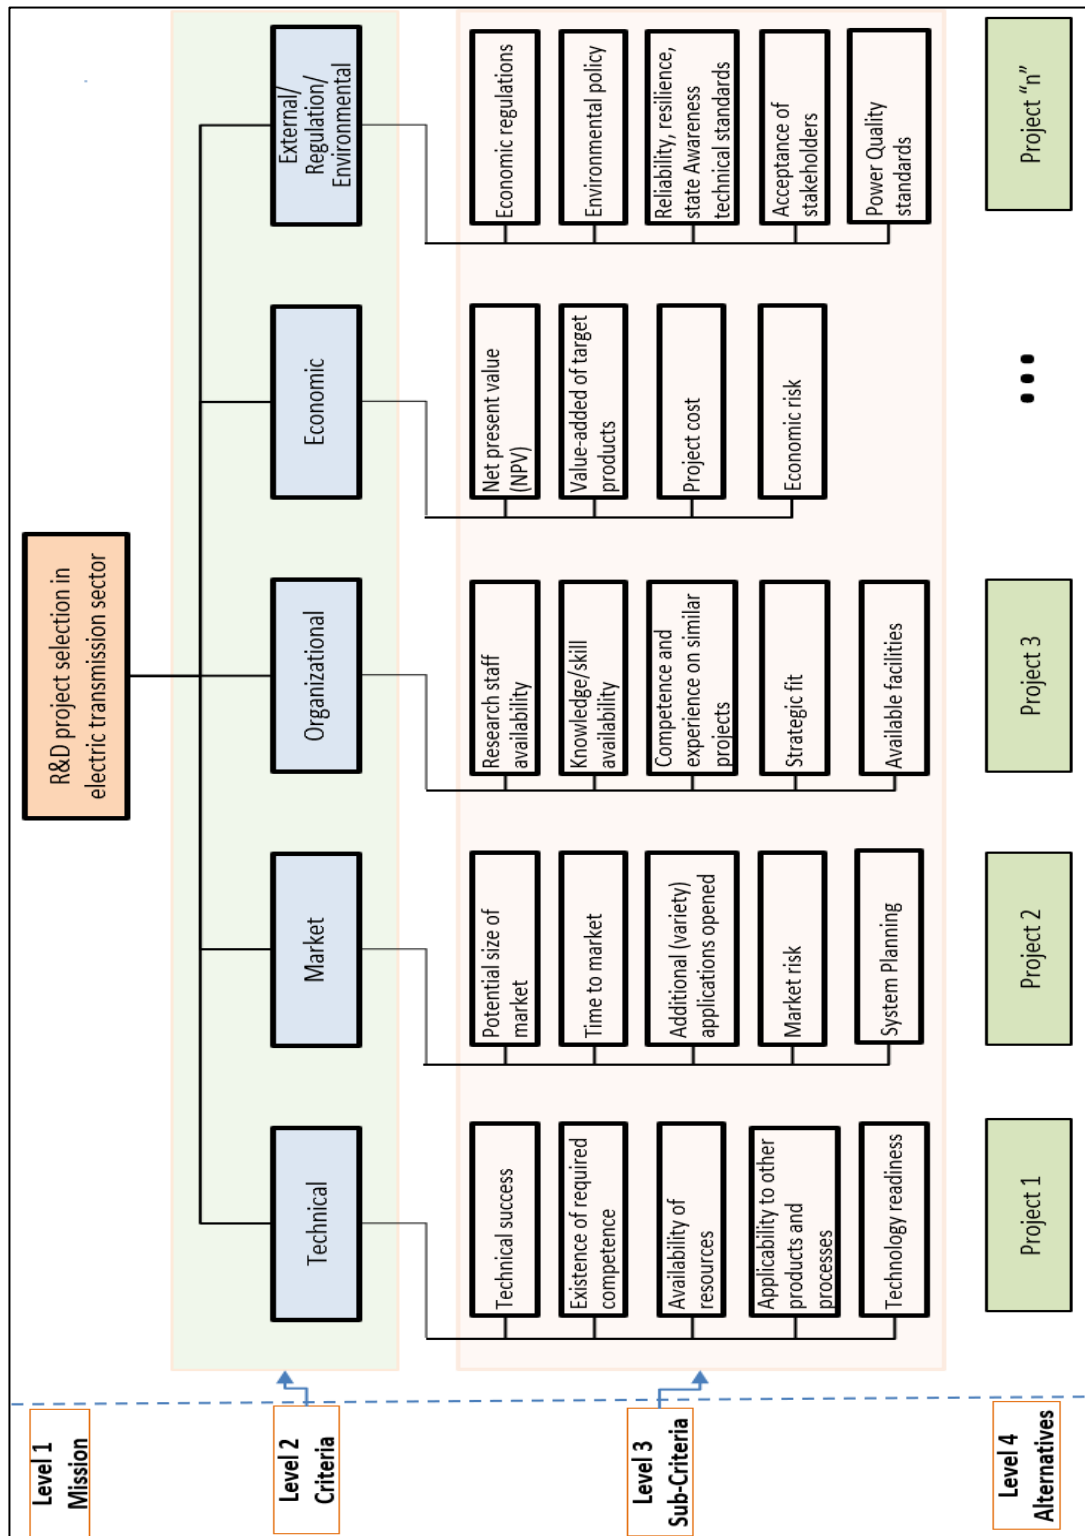 Level 1
Mission
R&D project selection in
electric transmission sector
Level 2
Criteria
Technical
Market
Organizational
Economic
External/
Regulation/
Environmental
Level 3
Sub-Criteria
Technical success
Existence of required
competence
Availability of
resources
Applicability to other
products and
processes
Technology readiness
Potential size of
market
Time to market
Additional (variety)
applications opened
Market risk
System Planning
Research staff
availability
Knowledge/skill
availability
Competence and
experience on similar
projects
Strategic fit
Available facilities
Net present value
(NPV)
Value-added of target
products
Project cost
Economic risk
Economic regulations
Environmental policy
Reliability, resilience,
state Awareness
technical standards
Acceptance of
stakeholders
Power Quality
standards
Level 4
Alternatives
Project 1
Project 2
Project 3
...
Project “n”